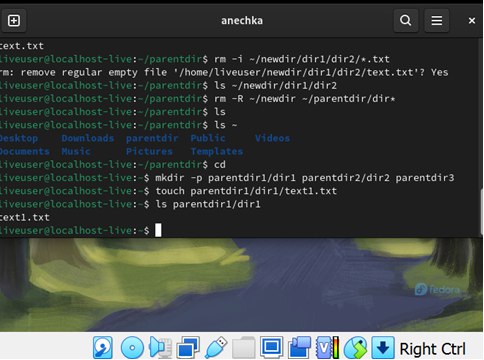 anechka
text.txt
liveuser@localhost-live:~/parentdir$ rm -i ~/newdir/dir1/dir2/*.txt
rm: remove regular empty file '/home/liveuser/newdir/dir1/dir2/text.txt'? Yes
liveuser@localhost-live:~/parentdir$ ls ~/newdir/dir1/dir2
liveuser@localhost-live:~/parentdir$ rm -R ~/newdir ~/parentdir/dir*
liveuser@localhost-live:~/parentdir$ ls
liveuser@localhost-live:~/parentdir$ ls ~
Desktop Downloads parentdir Public Videos
Documents Music Pictures Templates
liveuser@localhost-live:~/parentdir$ cd
liveuser@localhost-live:~$ mkdir -p parentdir1/dir1 parentdir2/dir2 parentdir3
liveuser@localhost-live:~$ touch parentdir1/dir1/text1.txt
liveuser@localhost-live:~$ ls parentdir1/dir1
text1.txt
liveuser@localhost-live:~$
fedora
Right Ctrl